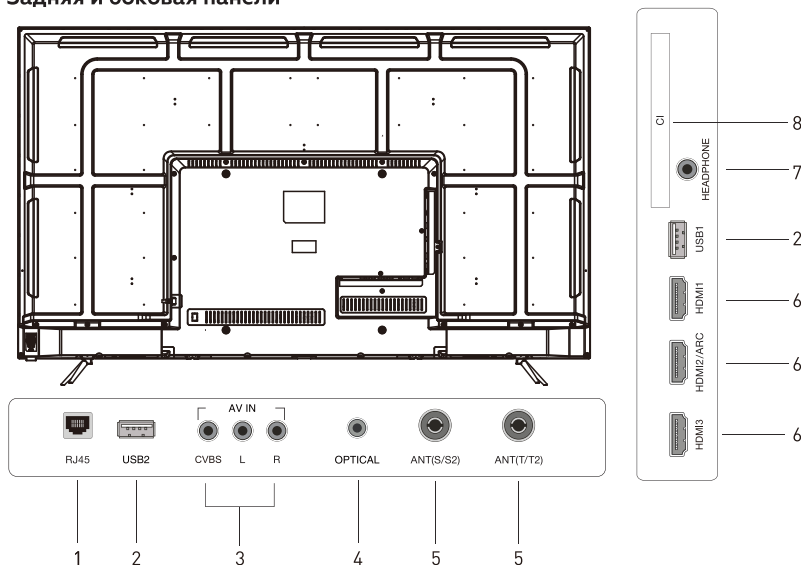 Задняя и боковая панели
CI
8
HEADPHONE
7
USB1
2
HDMI1
6
HDMI2/ARC
6
HDMI3
6
AV IN
RJ45 USB2 CVBS L R OPTICAL ANT(S/S2) ANT(T/T2)
1 2 3 4 5 5